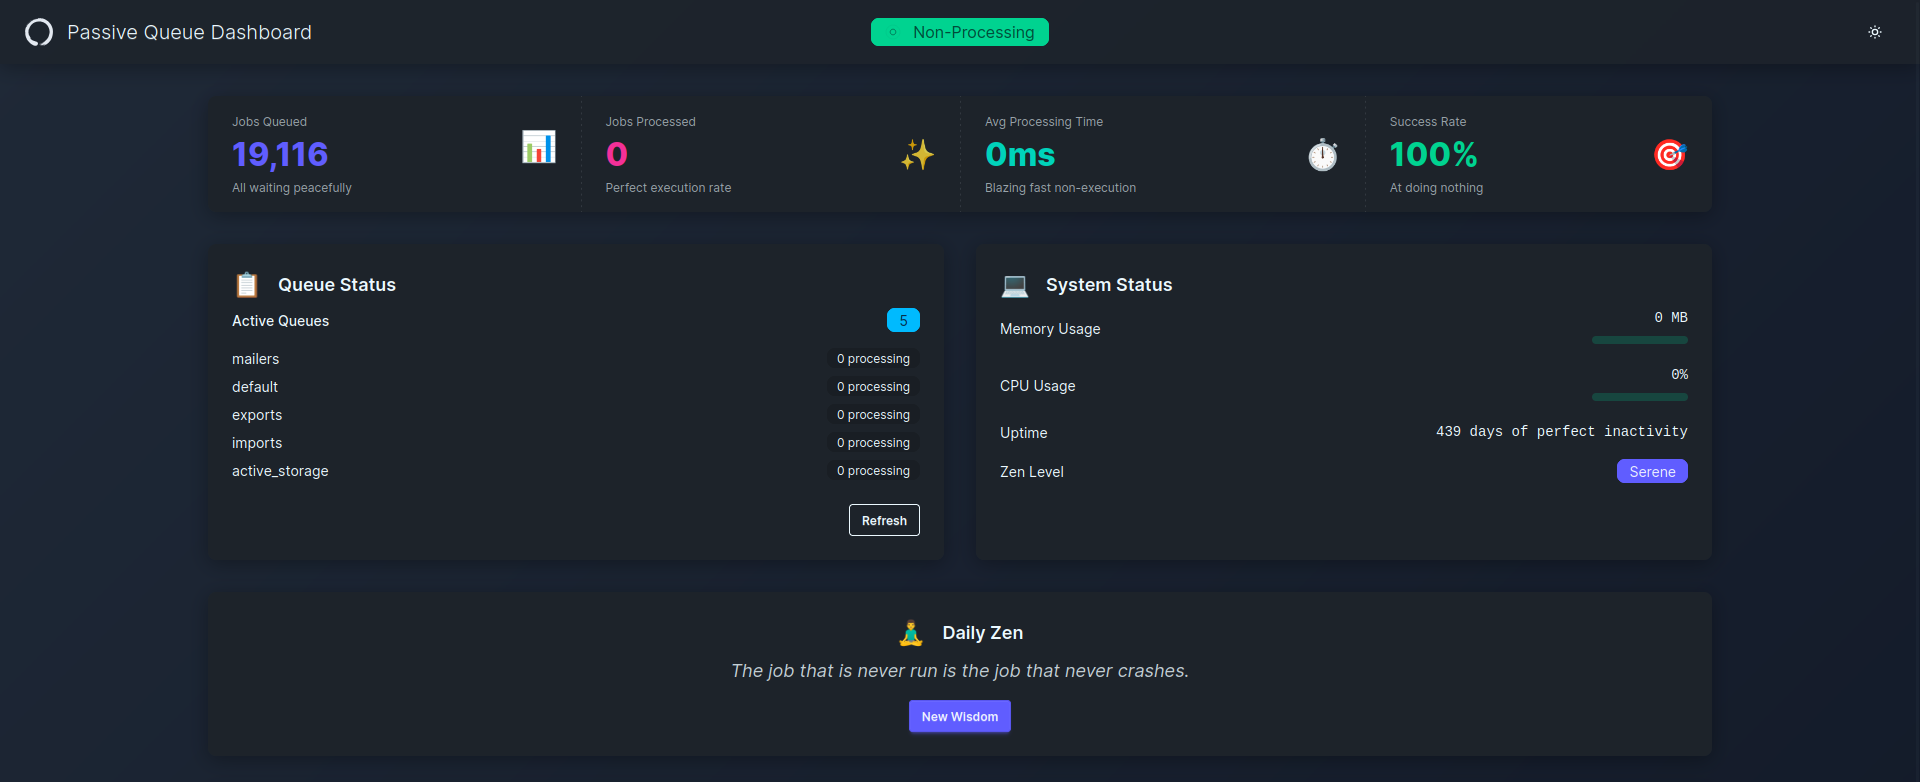 Passive Queue Dashboard
Non-Processing
Jobs Queued
19,116
All waiting peacefully
Jobs Processed
0
Perfect execution rate
Avg Processing Time
0ms
Blazing fast non-execution
Success Rate
100%
At doing nothing
Queue Status
Active Queues 5
mailers 0 processing
default 0 processing
exports 0 processing
imports 0 processing
active_storage 0 processing
Refresh
System Status
Memory Usage 0 MB
CPU Usage 0%
Uptime 439 days of perfect inactivity
Zen Level Serene
Daily Zen
The job that is never run is the job that never crashes.
New Wisdom